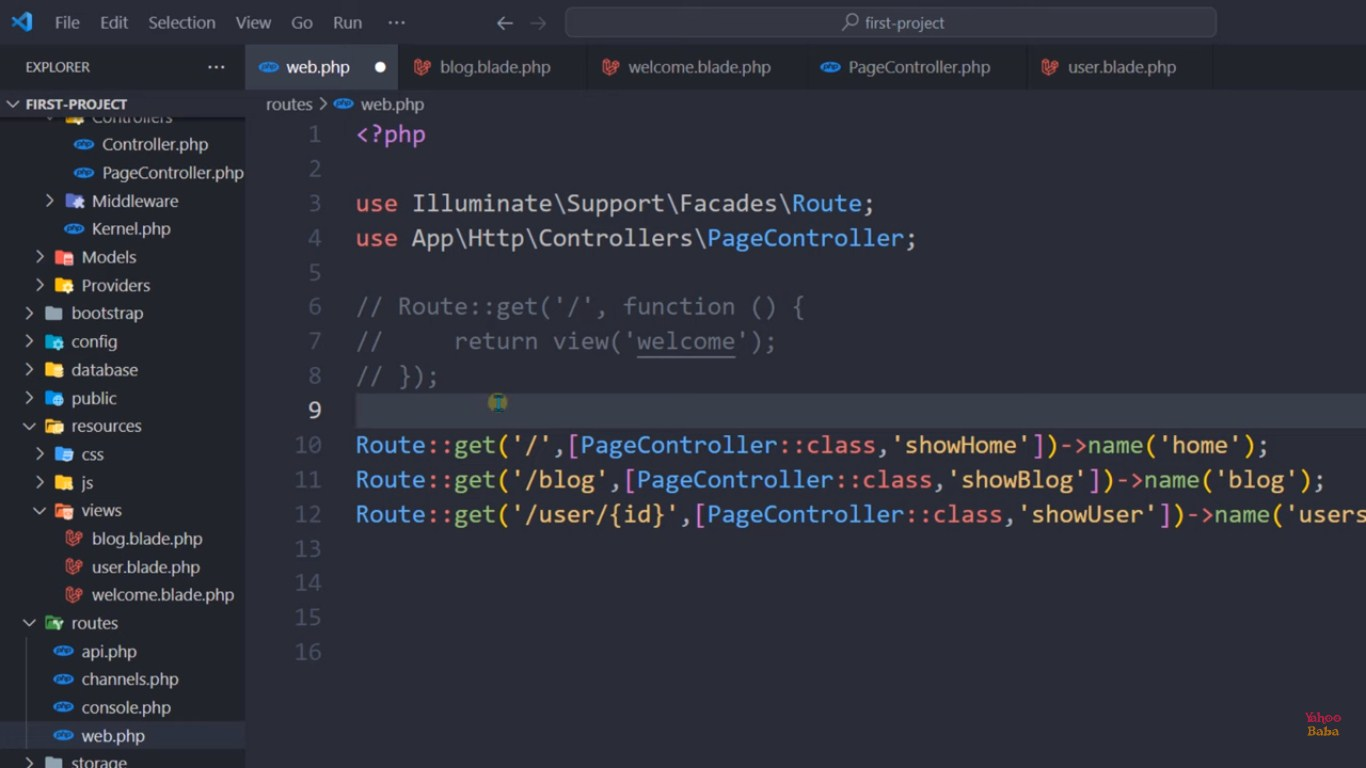 File Edit Selection View Go Run ··· first-project
EXPLORER ··· web.php blog.blade.php welcome.blade.php PageController.php user.blade.php
FIRST-PROJECT
Controllers
Controller.php
PageController.php
Middleware
Kernel.php
Models
Providers
bootstrap
config
database
public
resources
css
js
views
blog.blade.php
user.blade.php
welcome.blade.php
routes
api.php
channels.php
console.php
web.php
storage
routes > web.php
1 <?php
2
3 use Illuminate\Support\Facades\Route;
4 use App\Http\Controllers\PageController;
5
6 // Route::get('/', function () {
7 //     return view('welcome');
8 // });
9
10 Route::get('/',[PageController::class,'showHome'])->name('home');
11 Route::get('/blog',[PageController::class,'showBlog'])->name('blog');
12 Route::get('/user/{id}',[PageController::class,'showUser'])->name('users
13
14
15
16
Yahoo
Baba